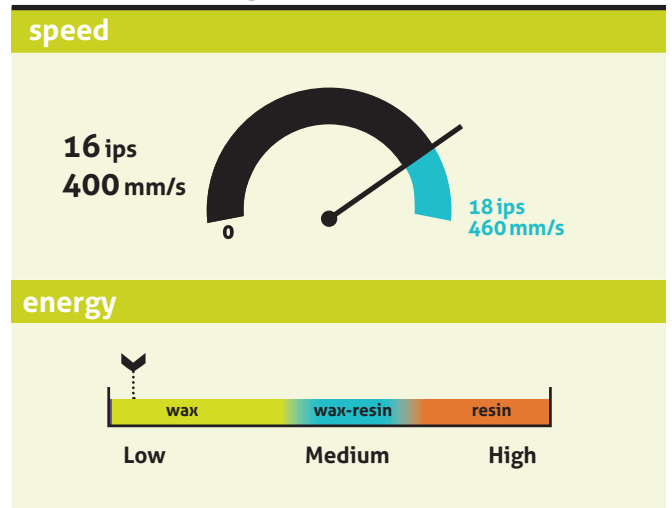 speed
16 ips
400 mm/s
0
18 ips
460 mm/s
energy
wax wax-resin resin
Low Medium High